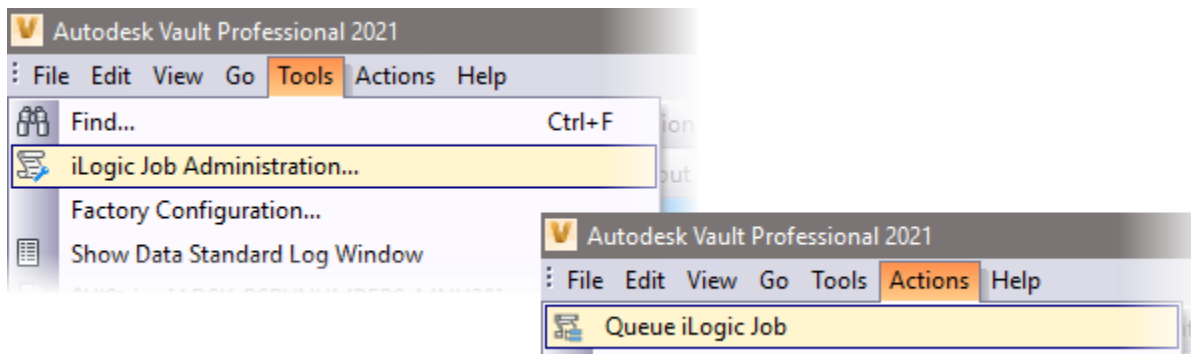 Autodesk Vault Professional 2021
File Edit View Go Tools Actions Help
Find... Ctrl+F
iLogic Job Administration...
Factory Configuration...
Show Data Standard Log Window
Autodesk Vault Professional 2021
File Edit View Go Tools Actions Help
Queue iLogic Job